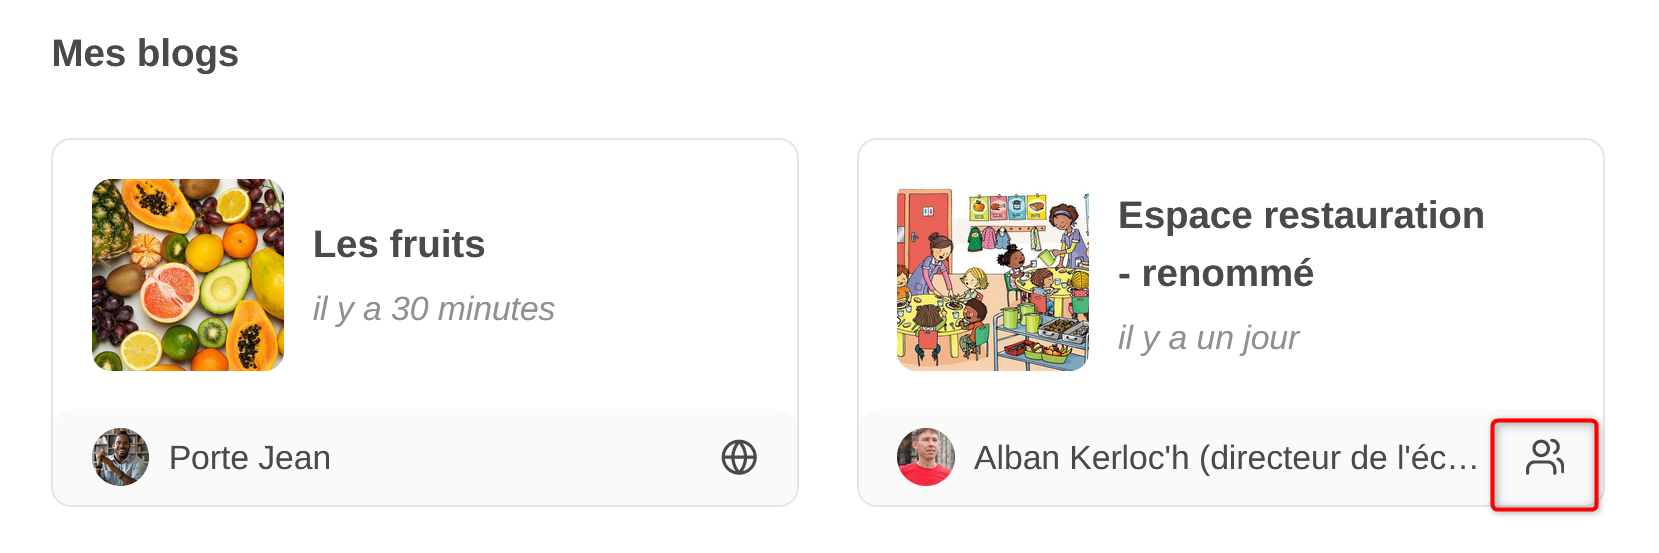 Mes blogs
Les fruits
il y a 30 minutes
Porte Jean
Espace restauration
- renommé
il y a un jour
Alban Kerloc'h (directeur de l'éc…